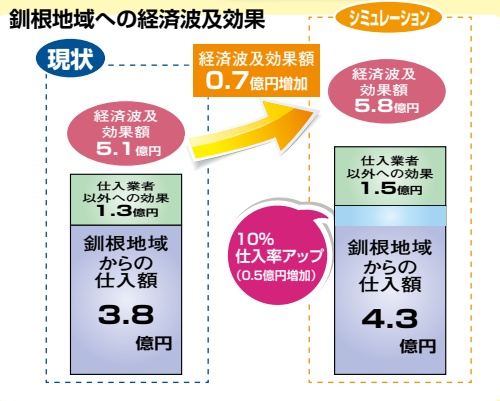 釧根地域への経済波及効果
現状
経済波及
効果額
5.1億円
仕入業者
以外への効果
1.3億円
釧根地域
からの
仕入額
3.8
億円
経済波及効果額
0.7億円増加
10%
仕入率アップ
(0.5億円増加)
シミュレーション
経済波及
効果額
5.8億円
仕入業者
以外への効果
1.5億円
釧根地域
からの
仕入額
4.3
億円